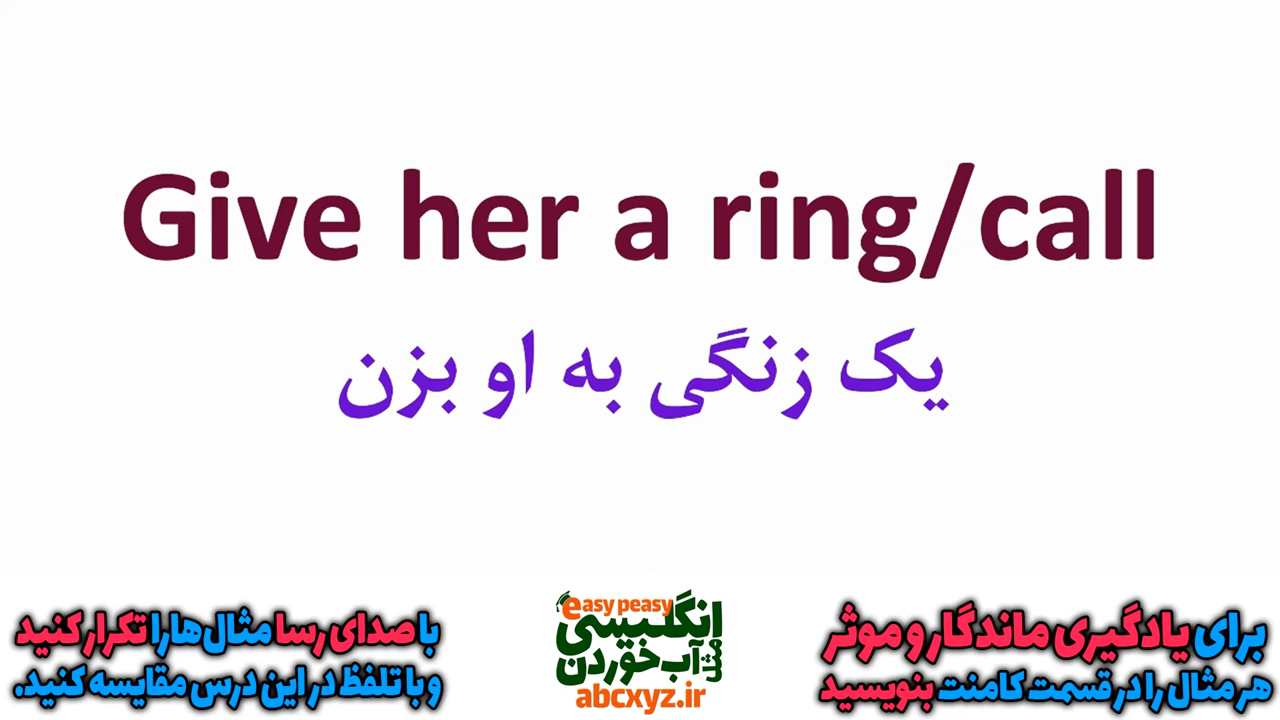 Give her a ring/call
یک زنگی به او بزن
برای یادگیری ماندگار و موثر
هر مثال را در قسمت کامنت بنویسید
easy peasy
انگلیسی
مثل آب خوردن
abcxyz.ir
با صدای رسا مثال‌ها را تکرار کنید
و با تلفظ در این درس مقایسه کنید.